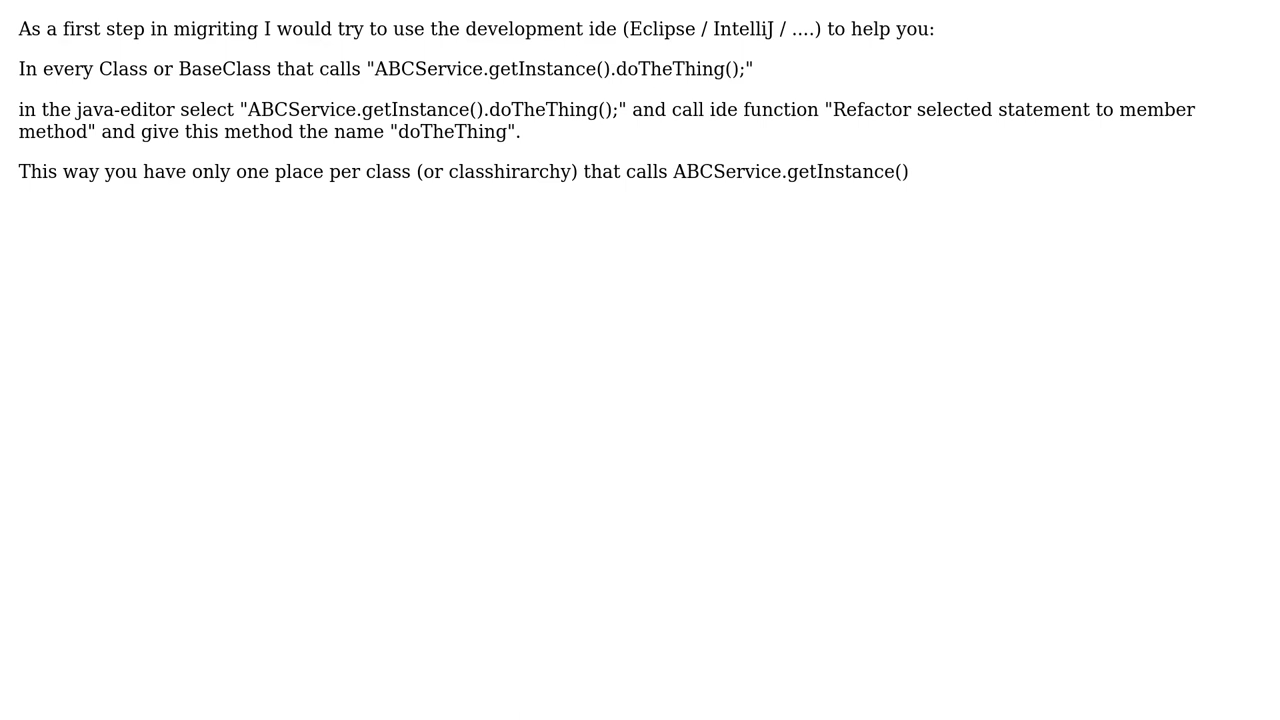 As a first step in migriting I would try to use the development ide (Eclipse / IntelliJ / ....) to help you:
In every Class or BaseClass that calls "ABCService.getInstance().doTheThing();"
in the java-editor select "ABCService.getInstance().doTheThing();" and call ide function "Refactor selected statement to member
method" and give this method the name "doTheThing".
This way you have only one place per class (or classhirarchy) that calls ABCService.getInstance()